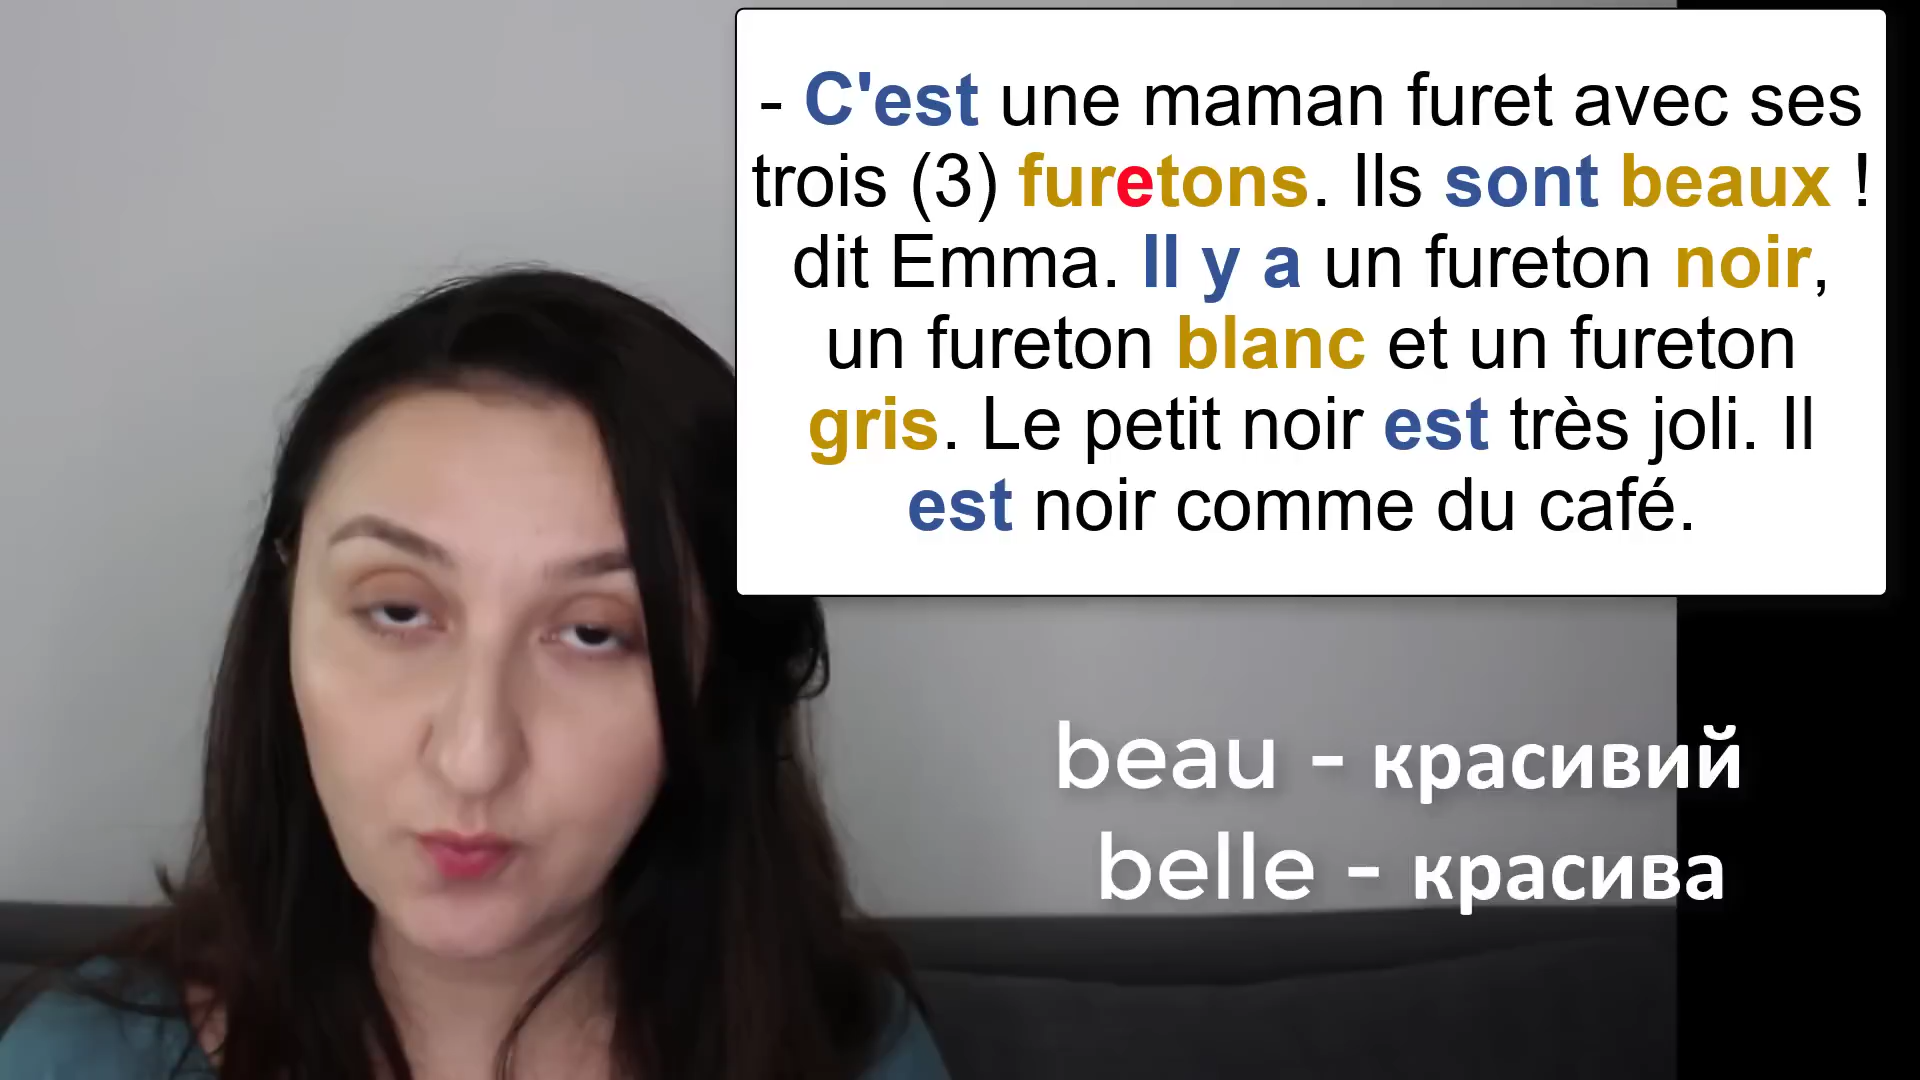 - C'est une maman furet avec ses
trois (3) furetons. Ils sont beaux !
dit Emma. Il y a un fureton noir,
un fureton blanc et un fureton
gris. Le petit noir est très joli. Il
est noir comme du café.
beau - красивий
belle - красива